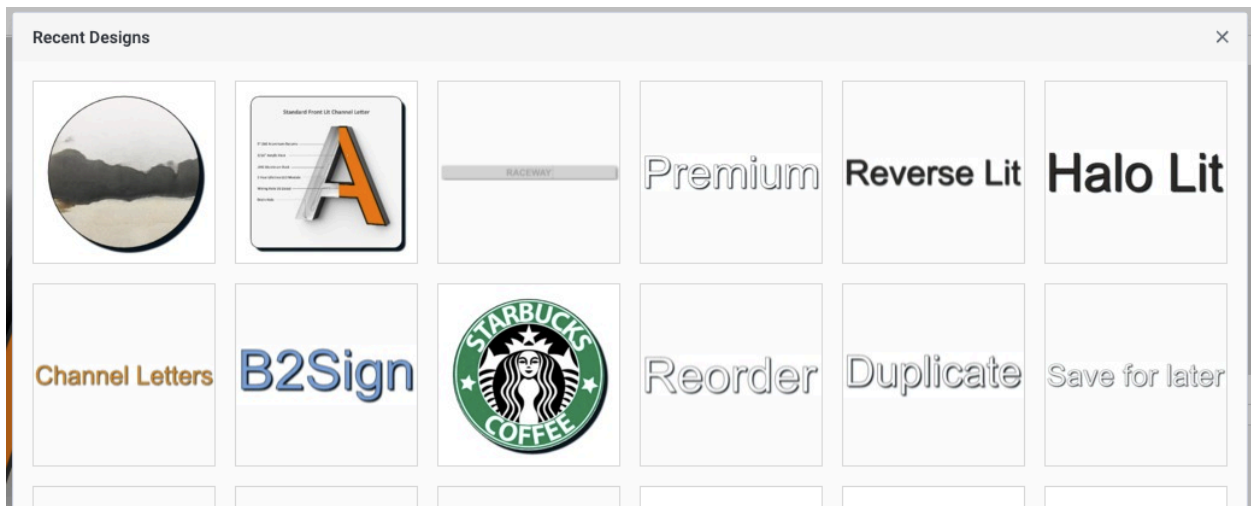 Recent Designs
Standard Front Lit Channel Letter
RACEWAY
Premium
Reverse Lit
Halo Lit
Channel Letters
B2Sign
STARBUCKS
COFFEE
Reorder
Duplicate
Save for later